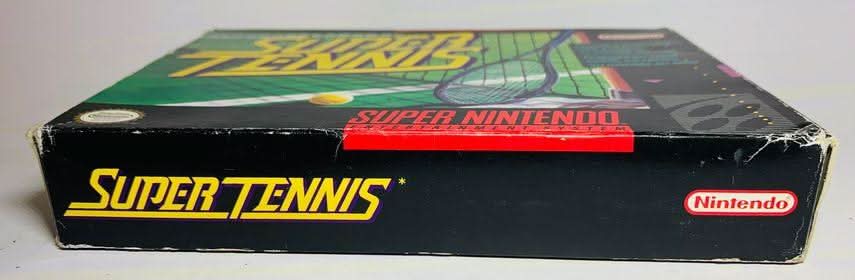 SUPER
TENNIS
SUPER NINTENDO
ENTERTAINMENT SYSTEM
SUPER TENNIS*
Nintendo